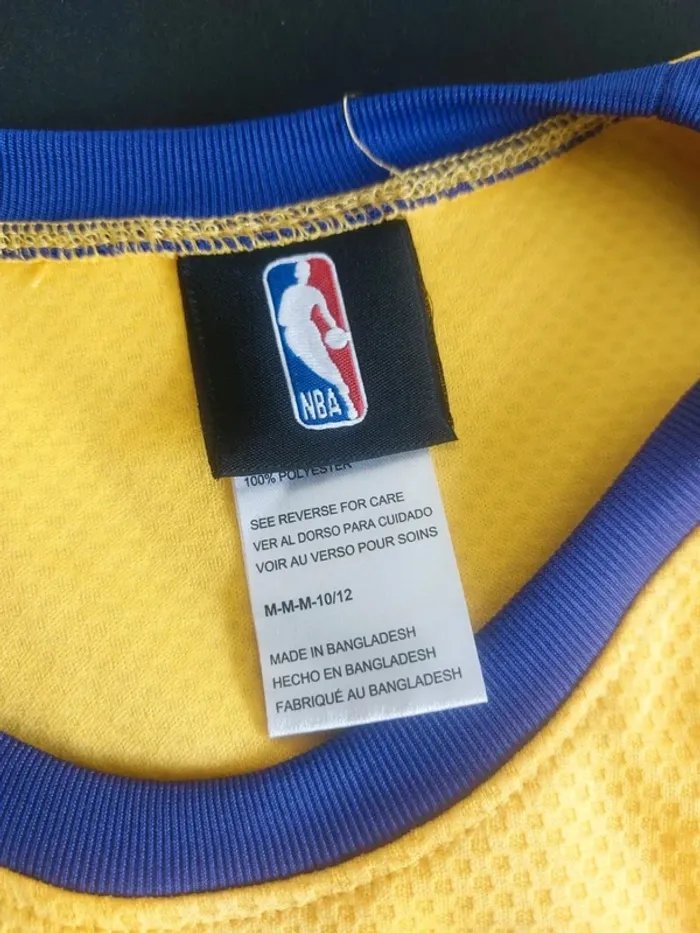 NBA
100% POLYESTER
SEE REVERSE FOR CARE
VER AL DORSO PARA CUIDADO
VOIR AU VERSO POUR SOINS
M-M-M-10/12
MADE IN BANGLADESH
HECHO EN BANGLADESH
FABRIQUÉ AU BANGLADESH